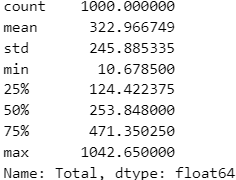 count    1000.000000
mean      322.966749
std       245.885335
min        10.678500
25%       124.422375
50%       253.848000
75%       471.350250
max      1042.650000
Name: Total, dtype: float64